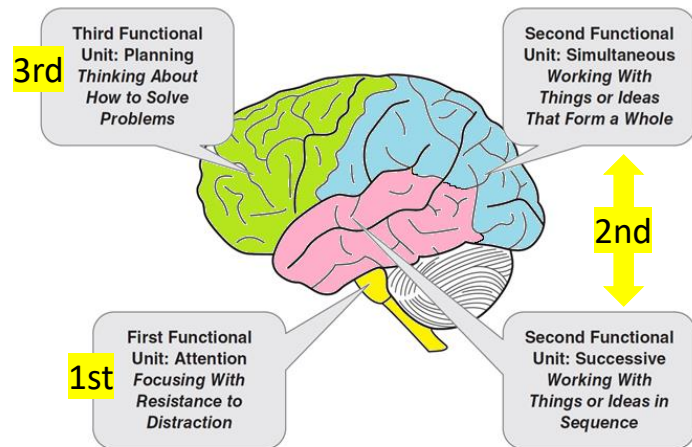 3rd
Third Functional
Unit: Planning
Thinking About
How to Solve
Problems
Second Functional
Unit: Simultaneous
Working With
Things or Ideas
That Form a Whole
2nd
1st
First Functional
Unit: Attention
Focusing With
Resistance to
Distraction
Second Functional
Unit: Successive
Working With
Things or Ideas in
Sequence